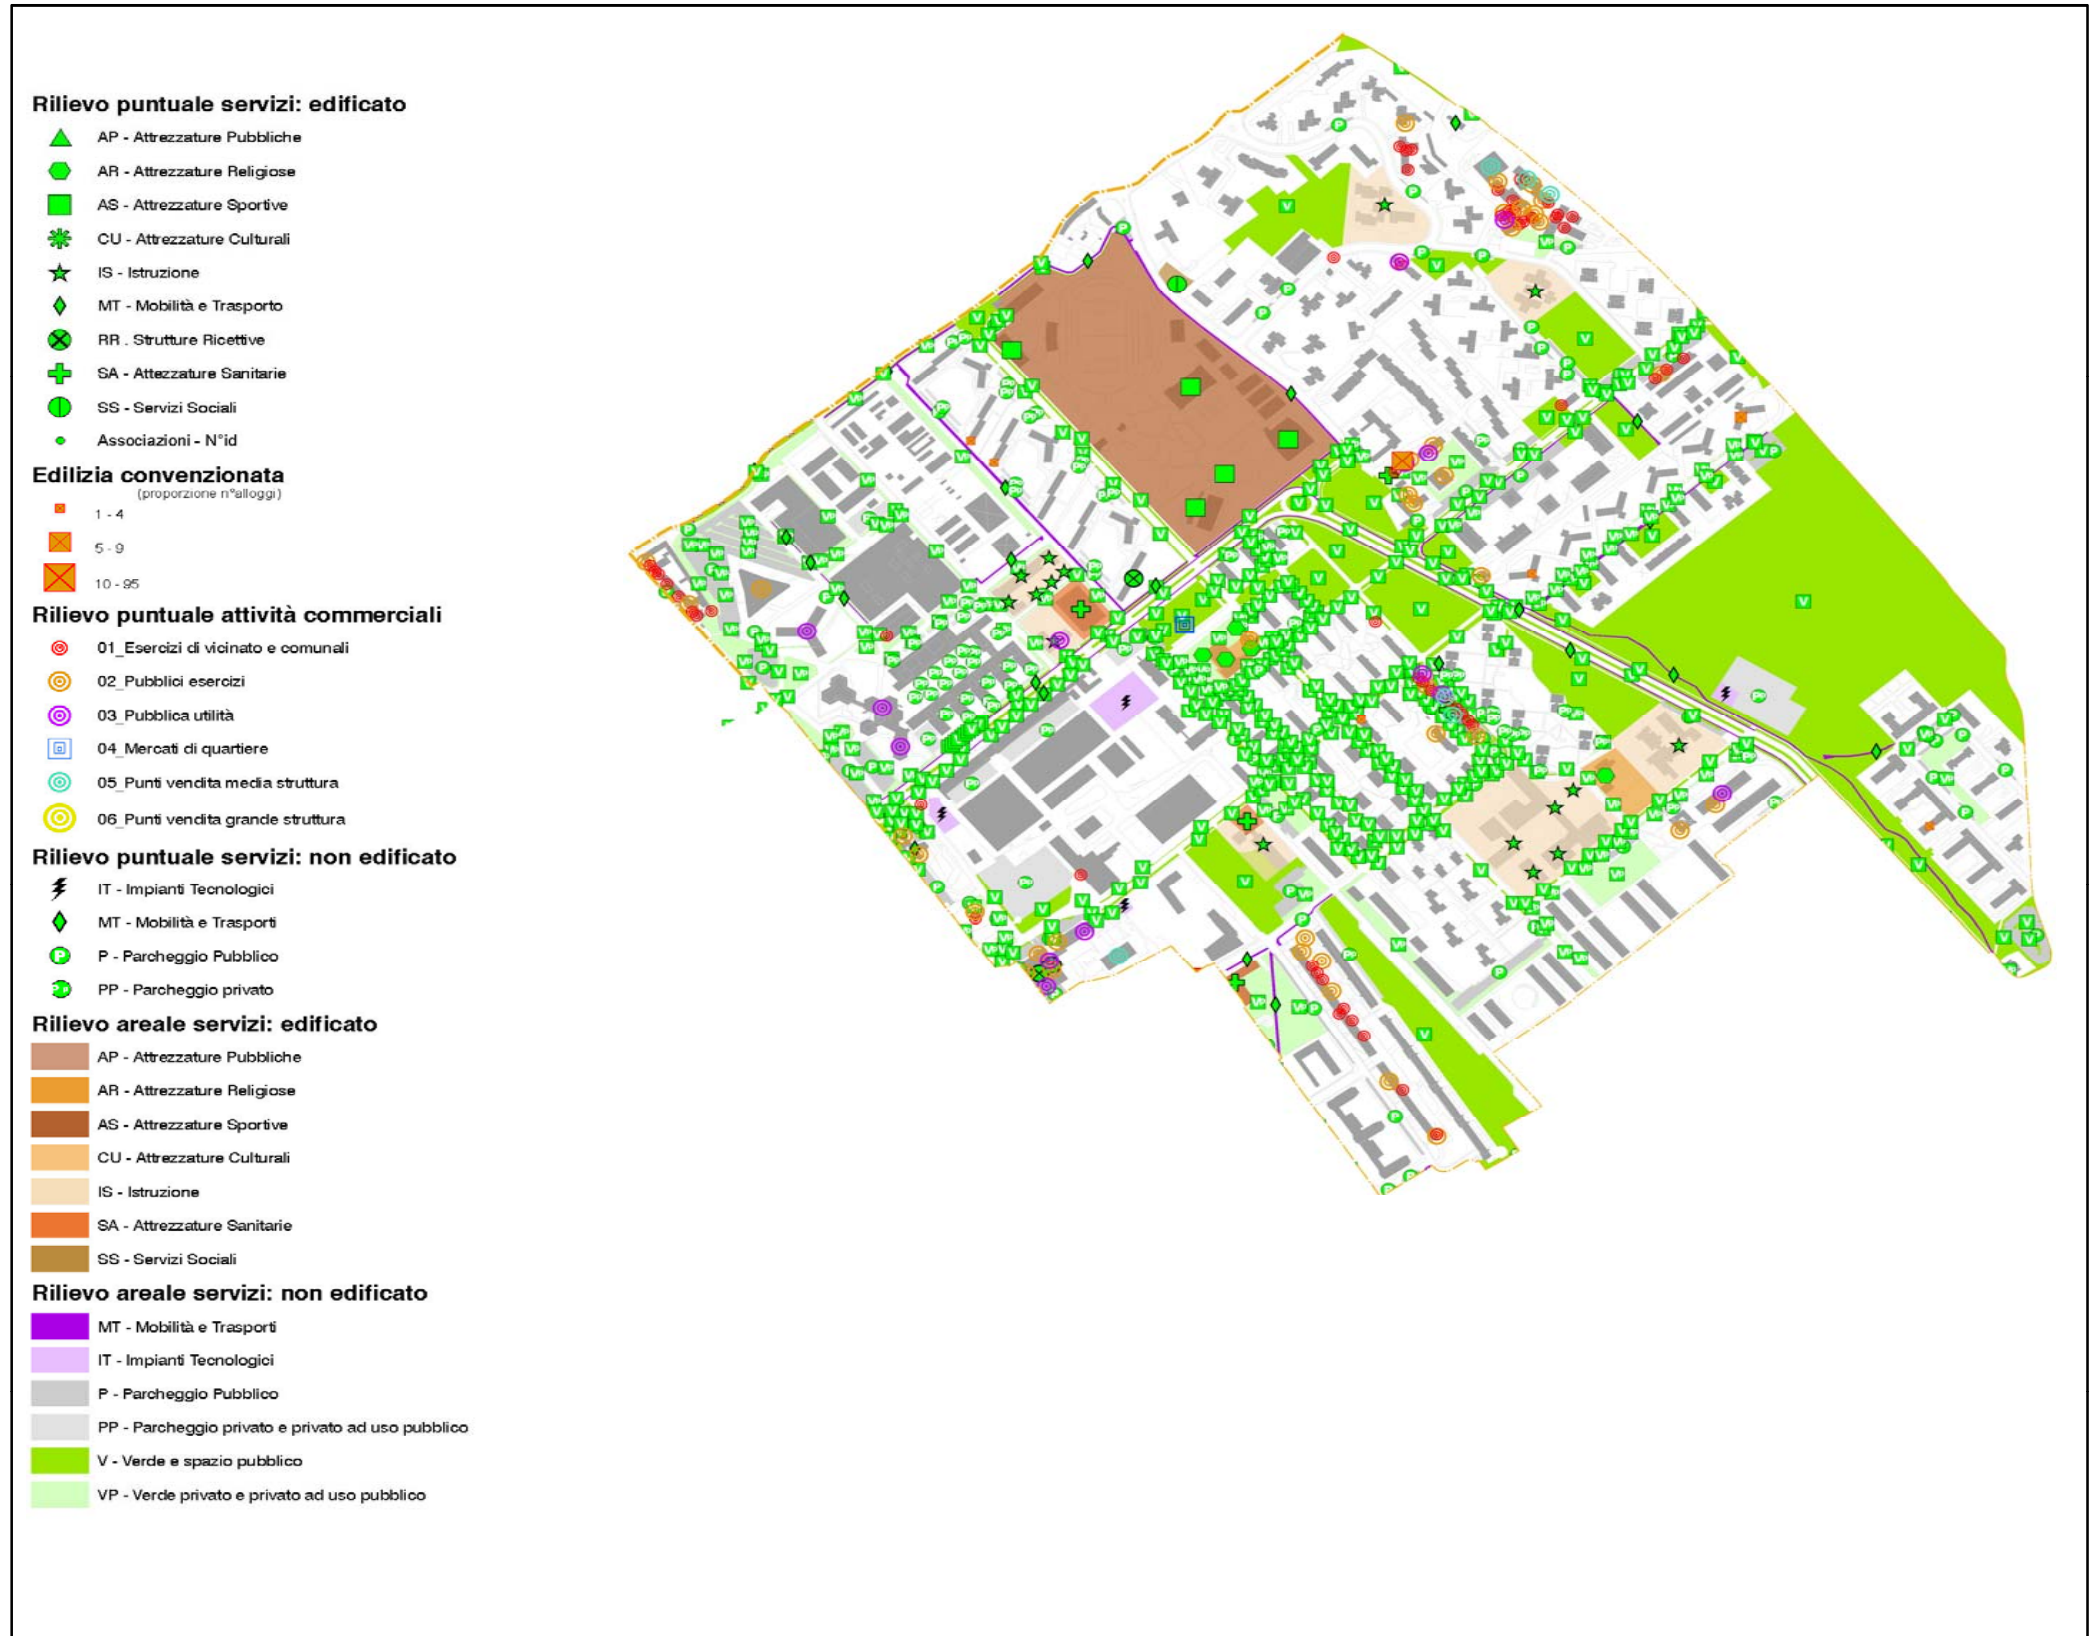 Rilievo puntuale servizi: edificato
AP - Attrezzature Pubbliche
AR - Attrezzature Religiose
AS - Attrezzature Sportive
CU - Attrezzature Culturali
IS - Istruzione
MT - Mobilità e Trasporto
RR . Strutture Ricettive
SA - Attezzature Sanitarie
SS - Servizi Sociali
Associazioni - N°id
Edilizia convenzionata
(proporzione n°alloggi)
1 - 4
5 - 9
10 - 95
Rilievo puntuale attività commerciali
01_Esercizi di vicinato e comunali
02_Pubblici esercizi
03_Pubblica utilità
04_Mercati di quartiere
05_Punti vendita media struttura
06_Punti vendita grande struttura
Rilievo puntuale servizi: non edificato
IT - Impianti Tecnologici
MT - Mobilità e Trasporti
P - Parcheggio Pubblico
PP - Parcheggio privato
Rilievo areale servizi: edificato
AP - Attrezzature Pubbliche
AR - Attrezzature Religiose
AS - Attrezzature Sportive
CU - Attrezzature Culturali
IS - Istruzione
SA - Attrezzature Sanitarie
SS - Servizi Sociali
Rilievo areale servizi: non edificato
MT - Mobilità e Trasporti
IT - Impianti Tecnologici
P - Parcheggio Pubblico
PP - Parcheggio privato e privato ad uso pubblico
V - Verde e spazio pubblico
VP - Verde privato e privato ad uso pubblico